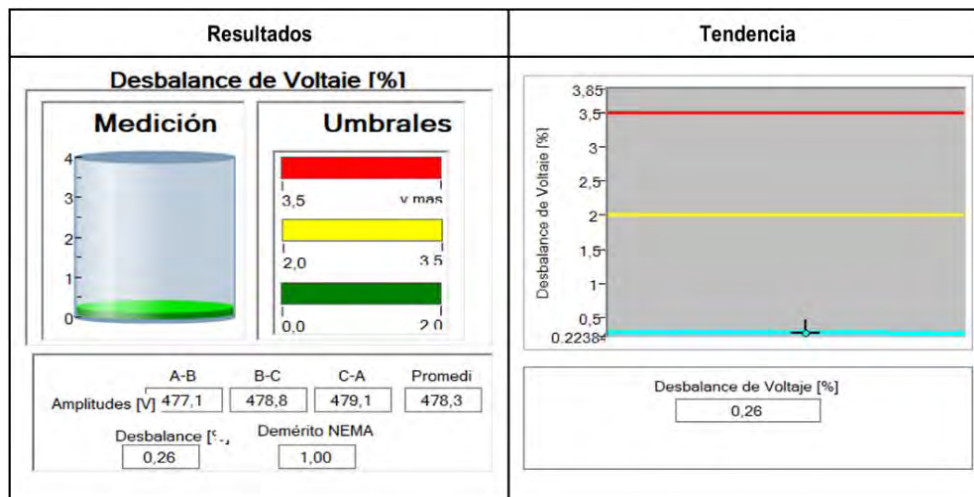 Resultados
Tendencia
Desbalance de Voltaie [%]
Medición
Umbrales
4
3
2
1
0
3,5 y mas
2,0 3.5
0,0 2.0
A-B B-C C-A Promedi
Amplitudes [V] 477,1 478,8 479,1 478,3
Desbalance [%] Demérito NEMA
0,26 1,00
Desbalance de Voltaie [%]
3,85
3,5
3
2,5
2
1,5
1
0,5
0.22384
Desbalance de Voltaje [%]
0,26